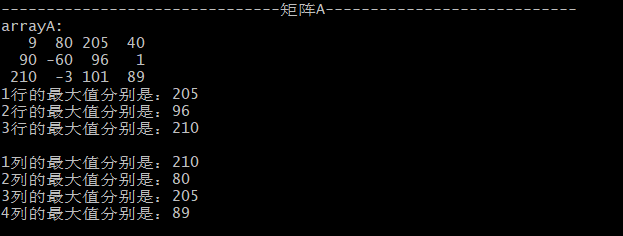 -------------------------------矩阵A----------------------------
arrayA:
   9  80 205  40
  90 -60  96   1
 210  -3 101  89
1行的最大值分别是：205
2行的最大值分别是：96
3行的最大值分别是：210
1列的最大值分别是：210
2列的最大值分别是：80
3列的最大值分别是：205
4列的最大值分别是：89